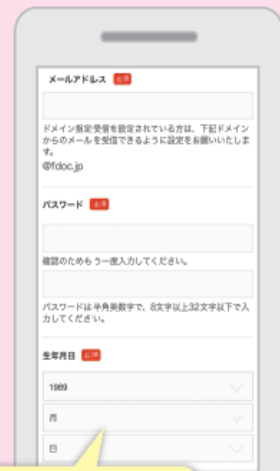 メールアドレス 必須
ドメイン指定受信を設定されている方は、下記ドメイン
からのメールを受信できるように設定をお願いいたしま
す。
@fdoc.jp
パスワード 必須
確認のためもう一度入力してください。
パスワードは半角英数字で、8文字以上32文字以下で入
力してください。
生年月日 必須
1989
月
日